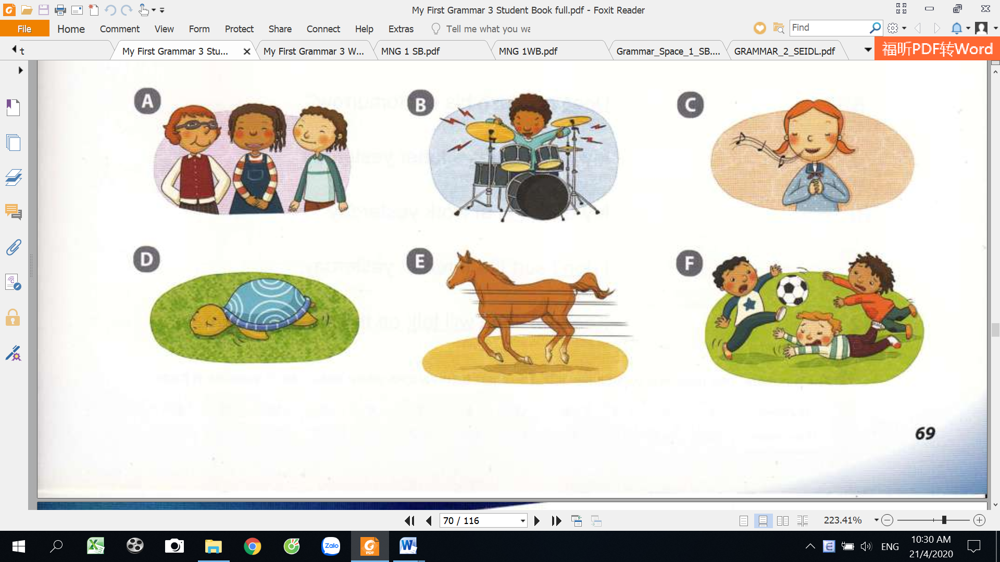 My First Grammar 3 Student Book full.pdf - Foxit Reader
File Home Comment View Form Protect Share Connect Help Extras Tell me what you wa
Find
t
My First Grammar 3 Stu...
My First Grammar 3 W...
MNG 1 SB.pdf
MNG 1WB.pdf
Grammar_Space_1_SB....
GRAMMAR_2_SEIDL.pdf
福昕PDF转Word
A
B
C
D
E
F
69
70 / 116
223.41%
Zalo
PDF
ENG
10:30 AM
21/4/2020